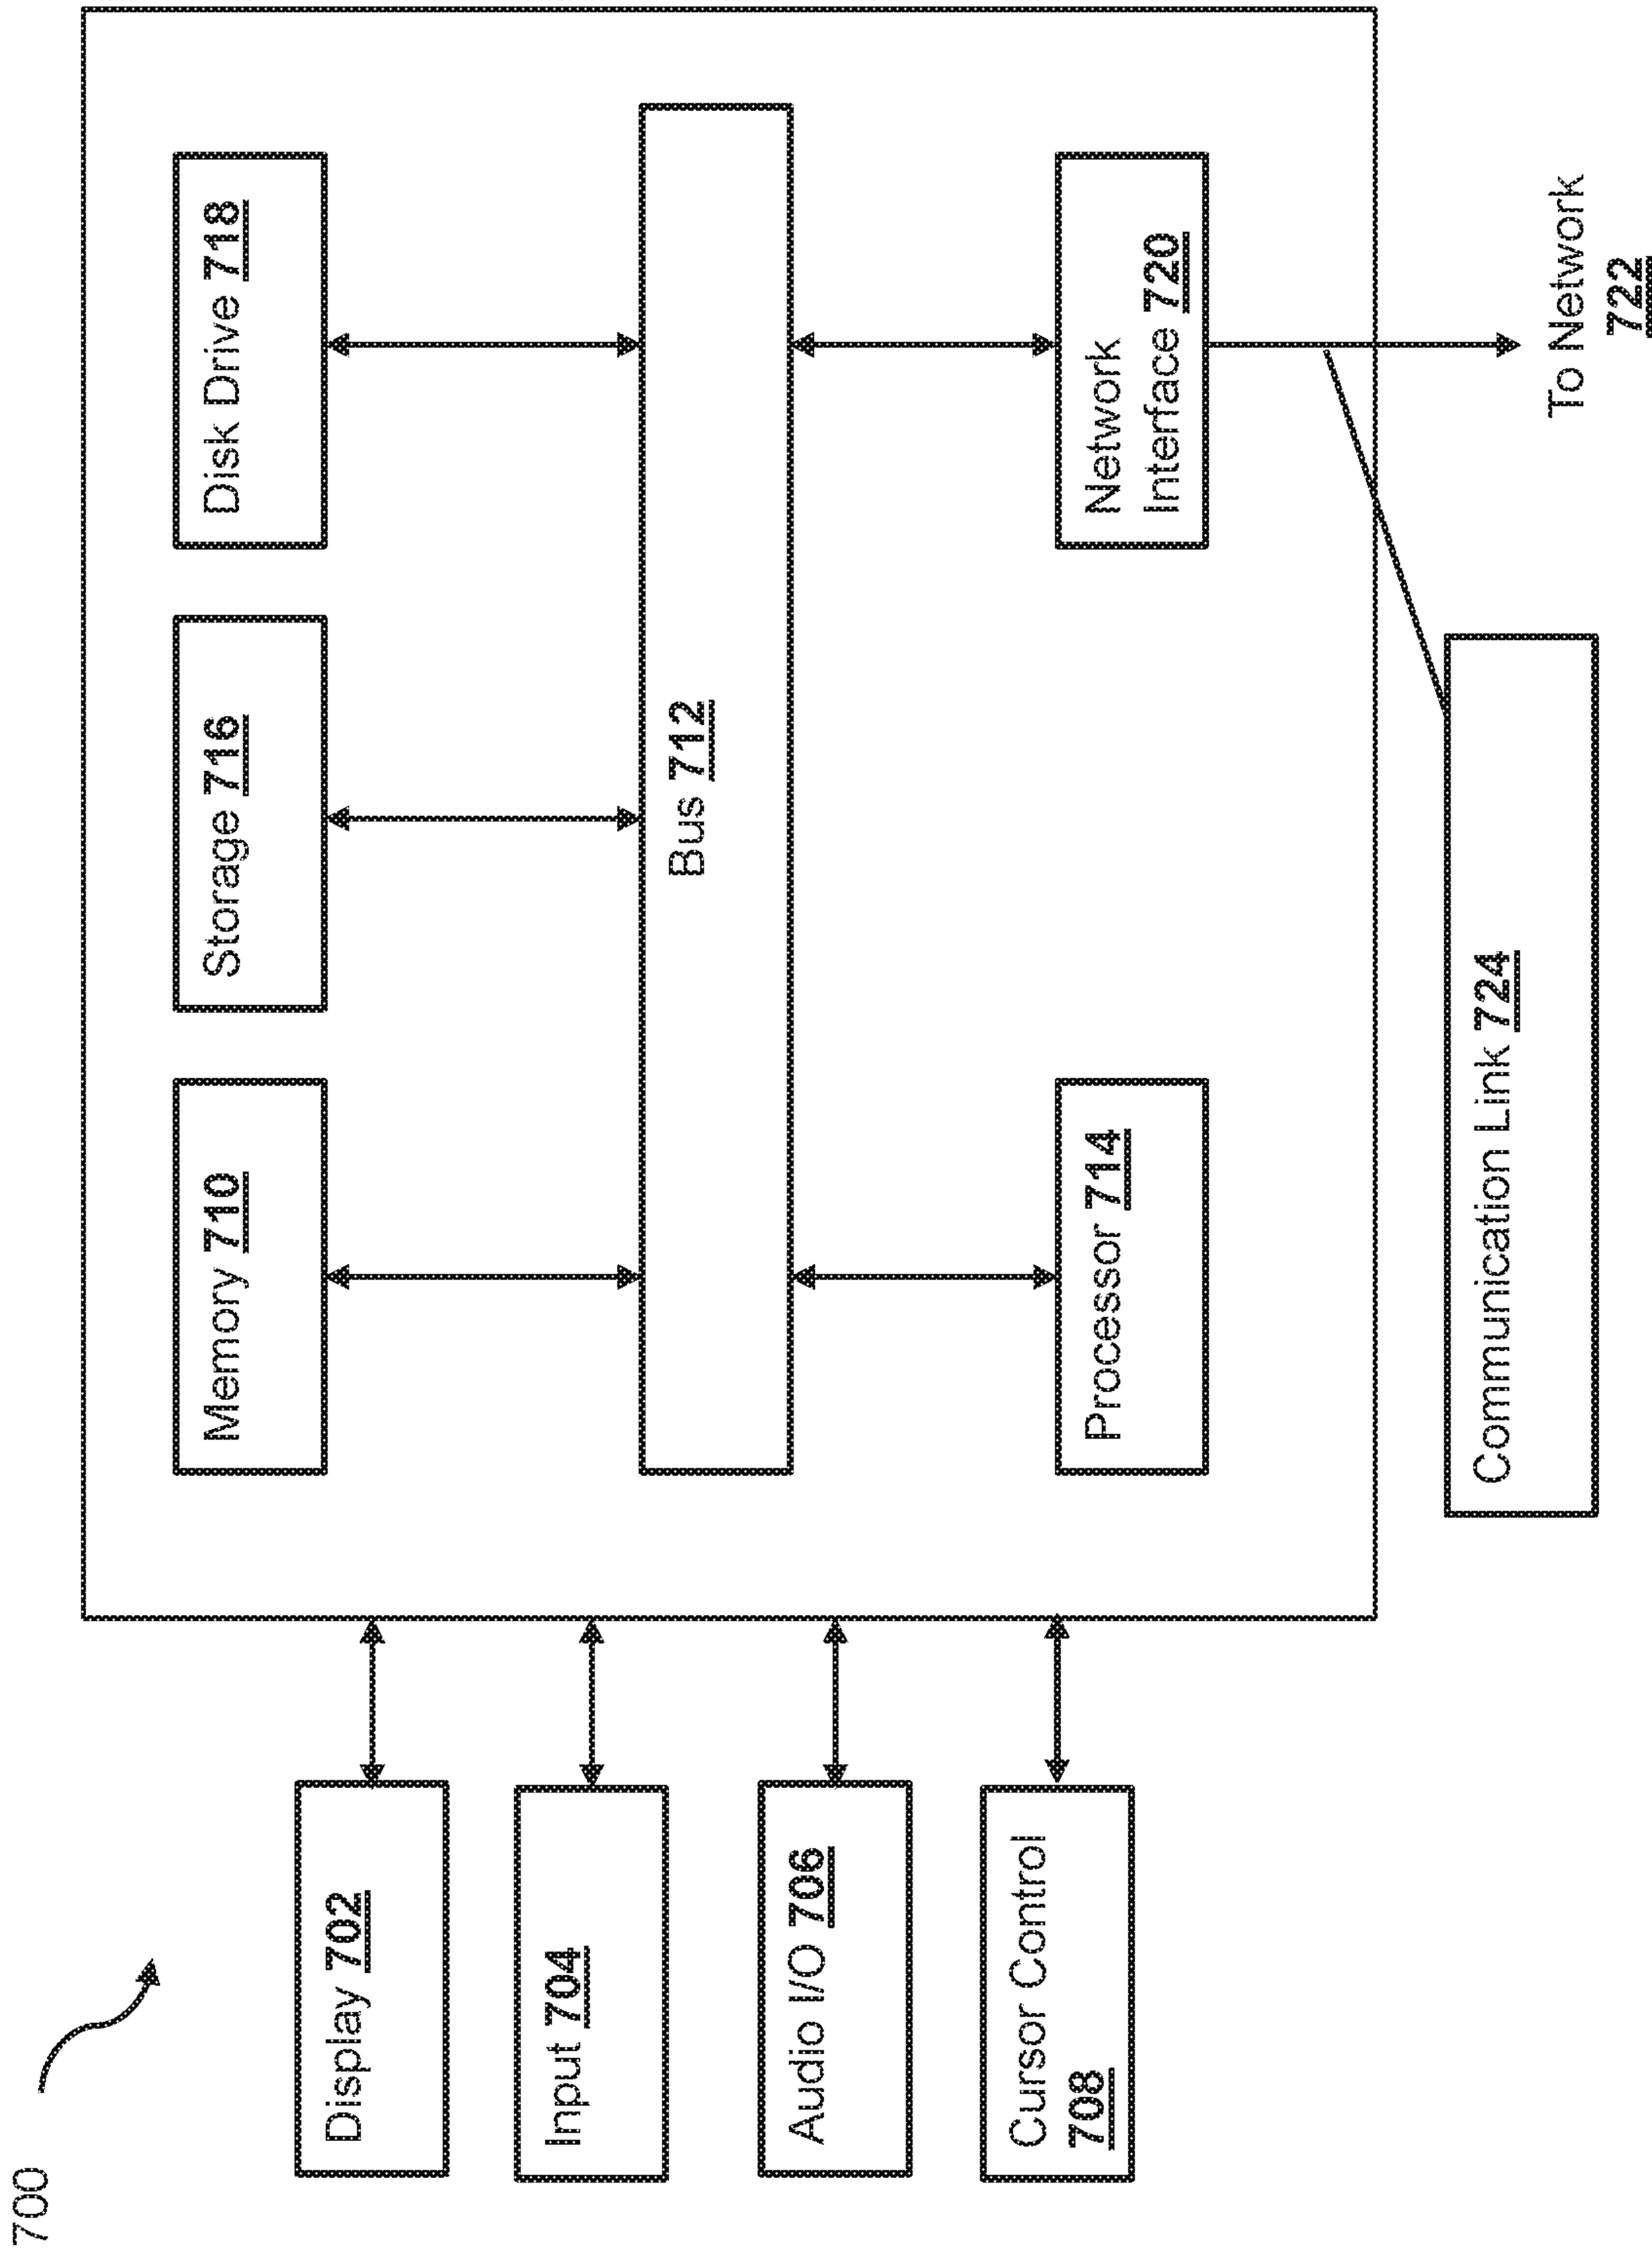 700
Display 702
Input 704
Audio I/O 706
Cursor Control
708
Memory 710
Storage 716
Disk Drive 718
Bus 712
Processor 714
Network
Interface 720
Communication Link 724
To Network
722